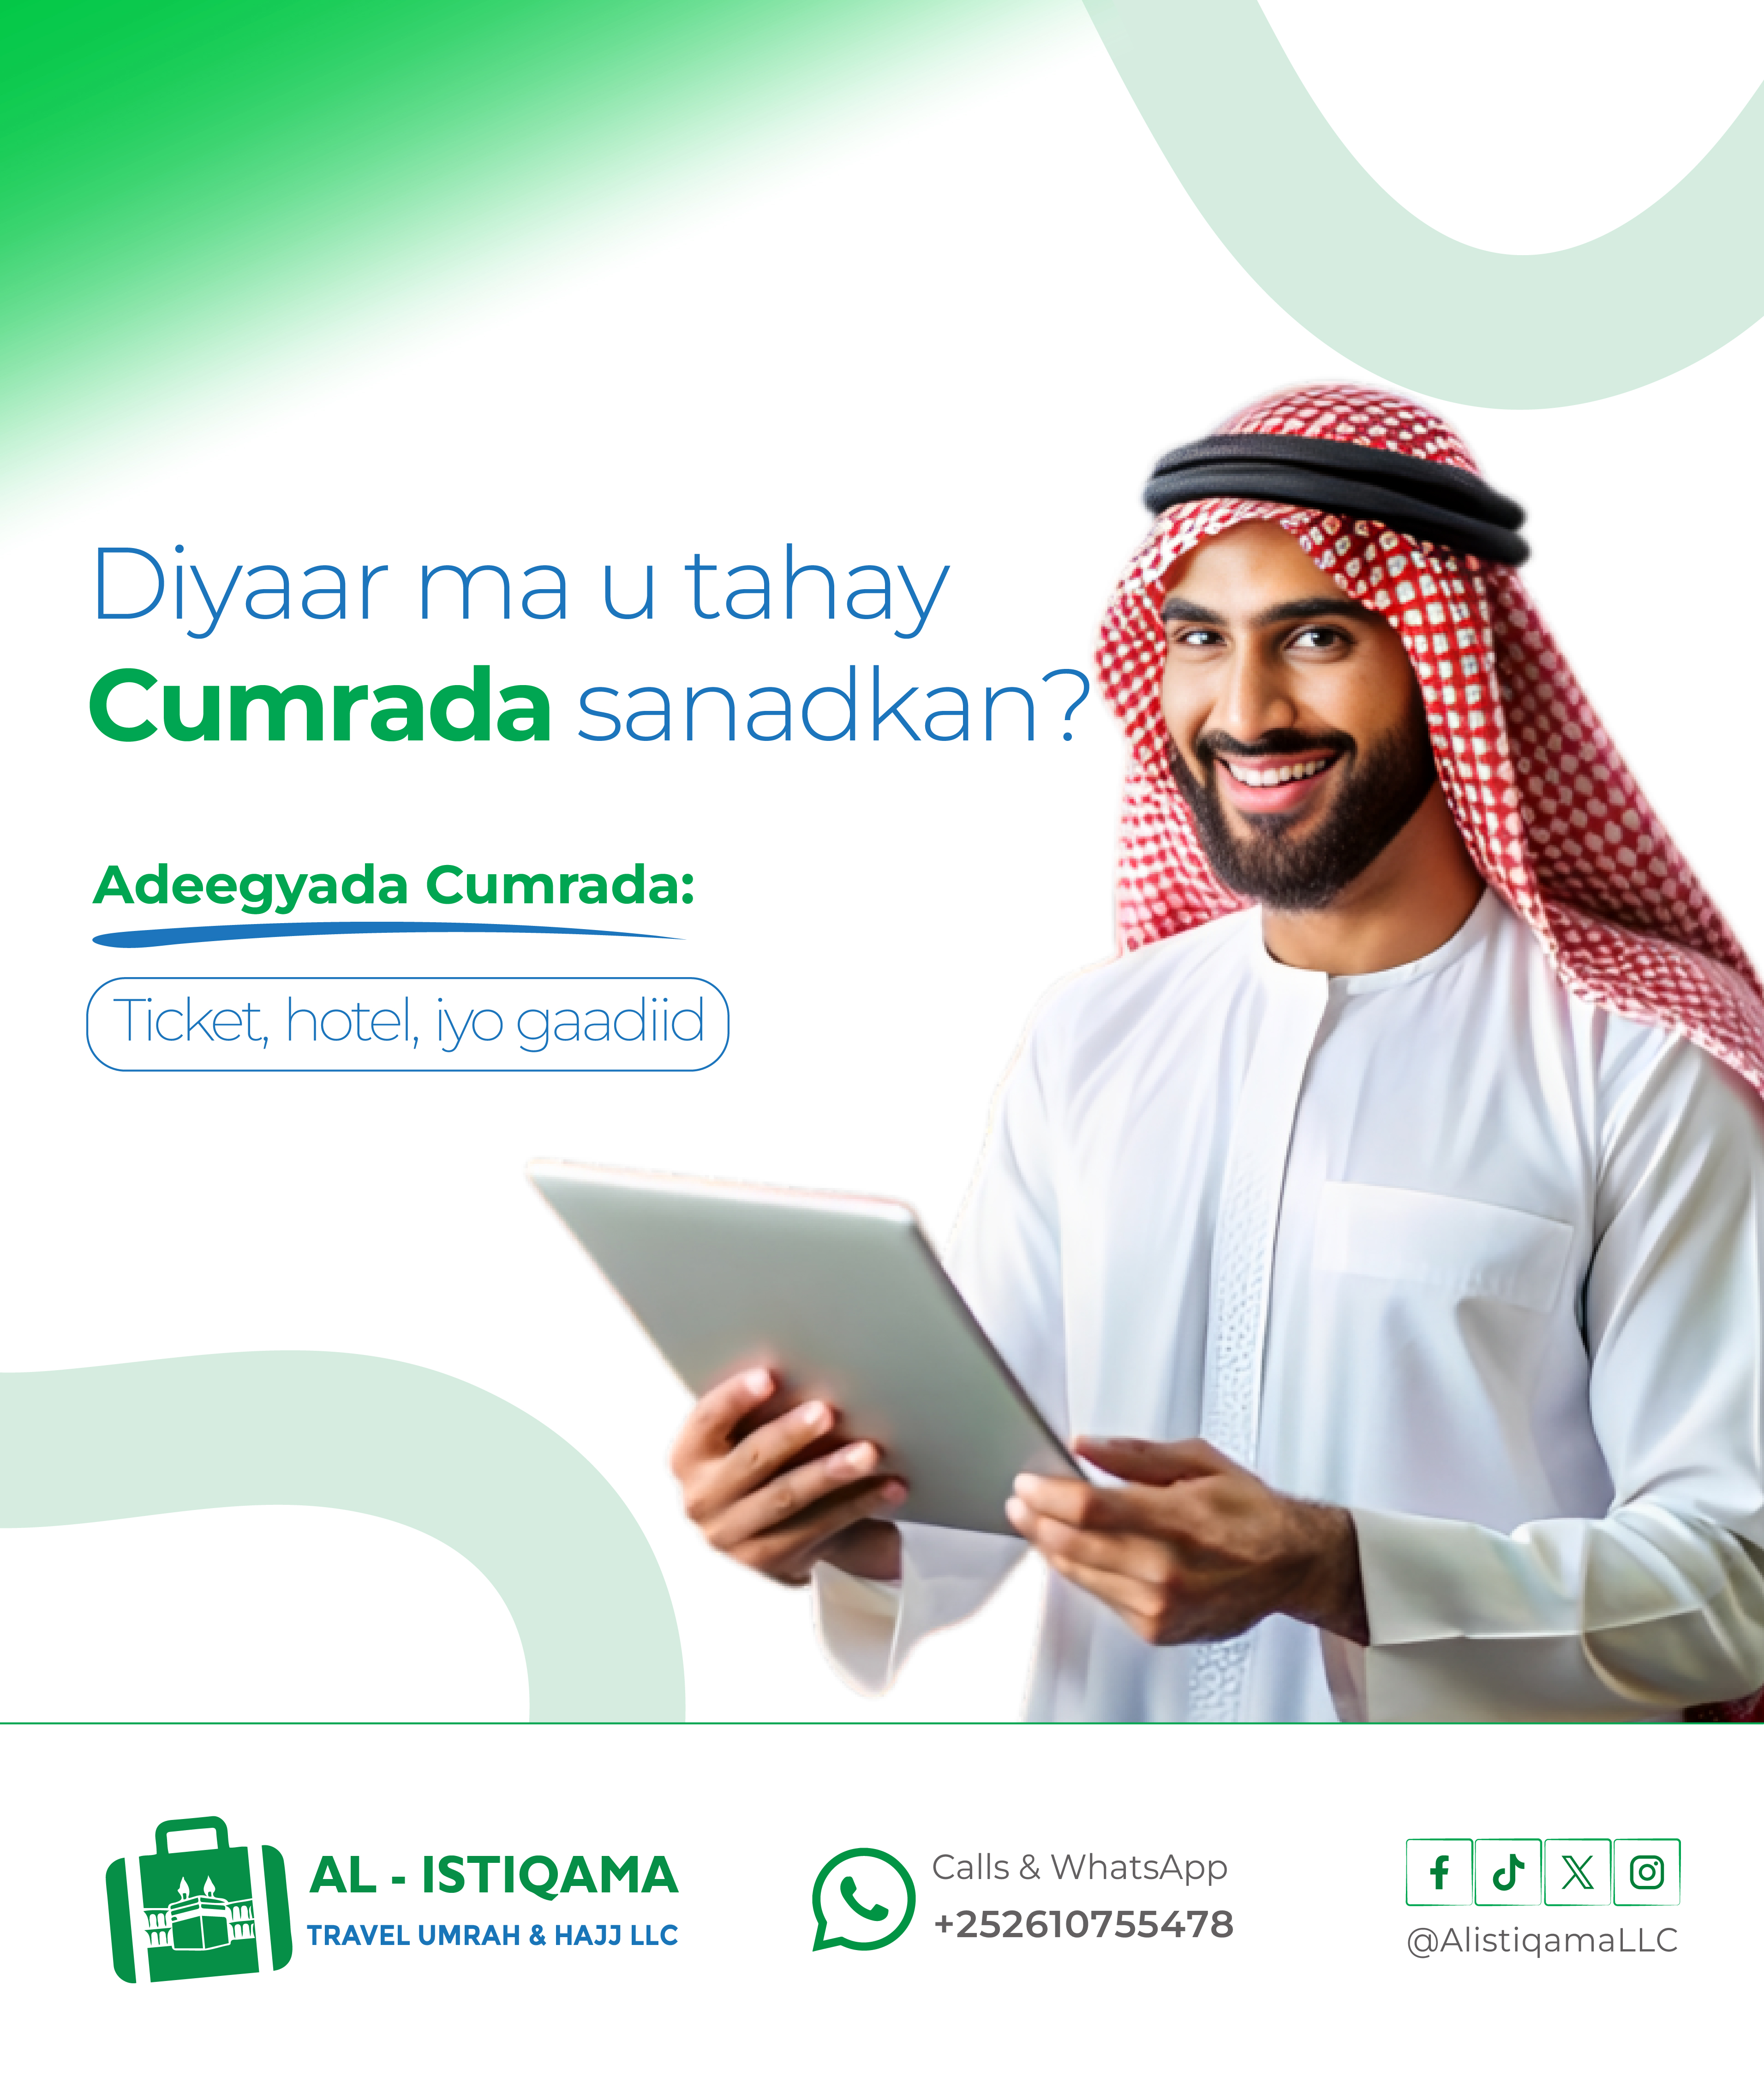 Diyaar ma u tahay
Cumrada sanadkan?
Adeegyada Cumrada:
Ticket, hotel, iyo gaadiid
AL - ISTIQAMA
TRAVEL UMRAH & HAJJ LLC
Calls & WhatsApp
+252610755478
@AlistiqamaLLC